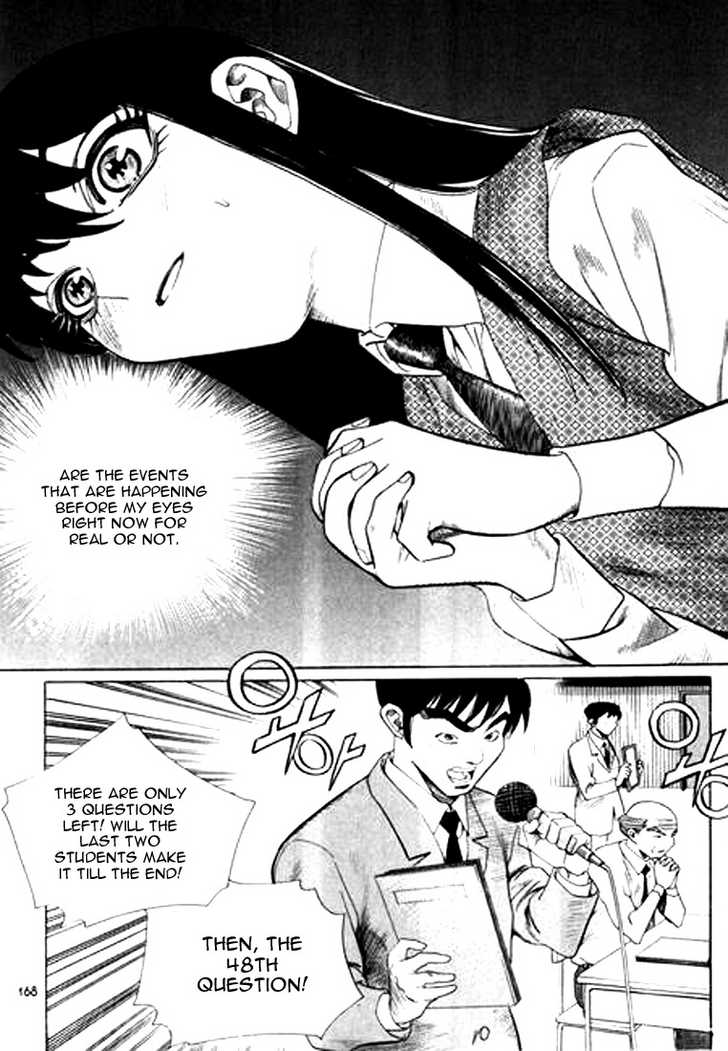 ARE THE EVENTS
THAT ARE HAPPENING
BEFORE MY EYES
RIGHT NOW FOR
REAL OR NOT.
THERE ARE ONLY
3 QUESTIONS
LEFT! WILL THE
LAST TWO
STUDENTS MAKE
IT TILL THE END!
THEN, THE
48TH
QUESTION!
168